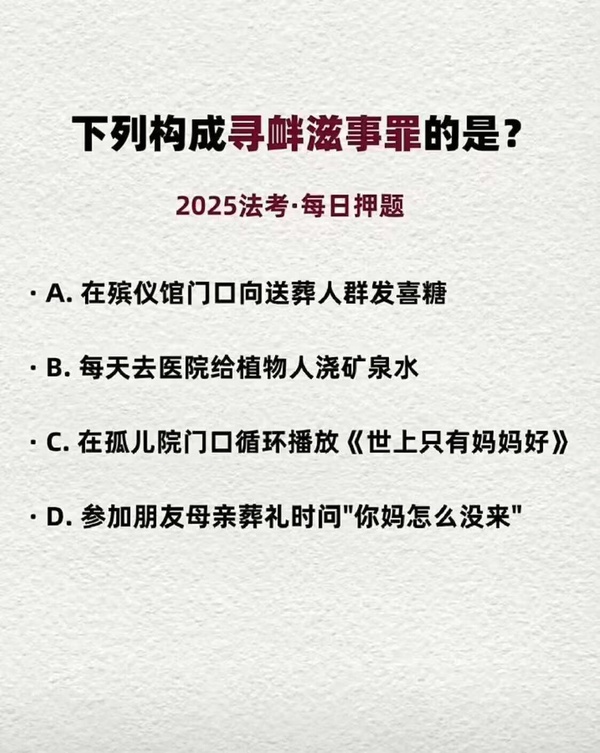 下列构成寻衅滋事罪的是？
2025法考·每日押题
· A. 在殡仪馆门口向送葬人群发喜糖
· B. 每天去医院给植物人浇矿泉水
· C. 在孤儿院门口循环播放《世上只有妈妈好》
· D. 参加朋友母亲葬礼时问"你妈怎么没来"